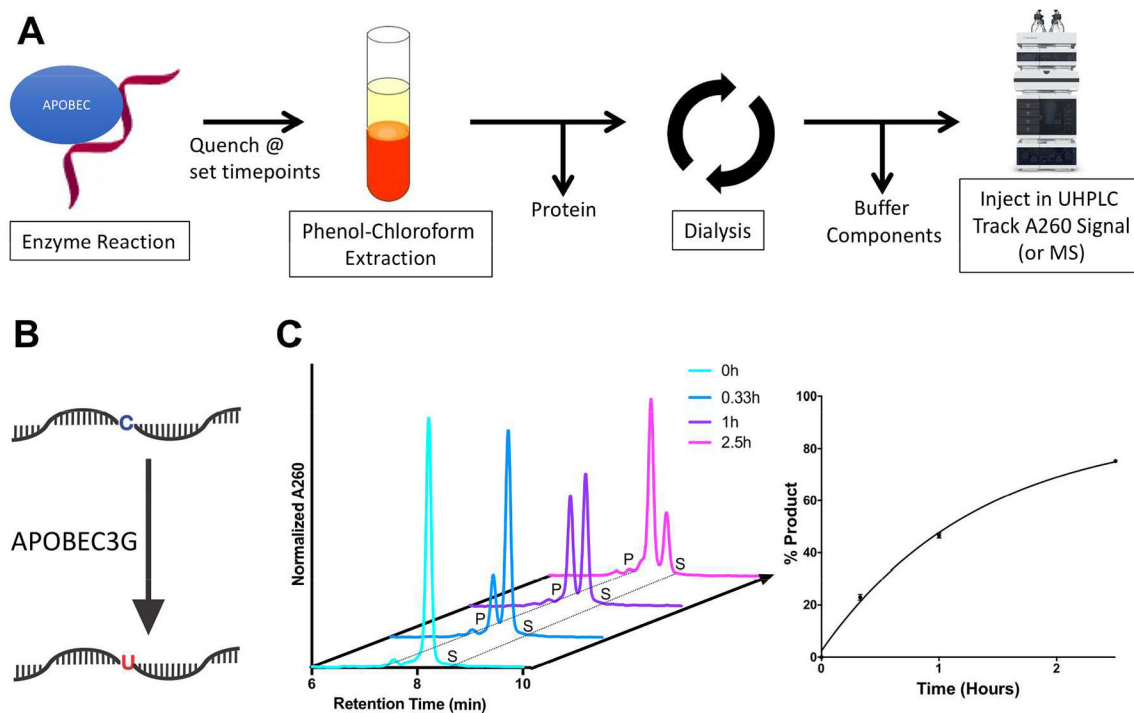 A
APOBEC
Enzyme Reaction
Quench @
set timepoints
Phenol-Chloroform
Extraction
Protein
Dialysis
Buffer
Components
Inject in UHPLC
Track A260 Signal
(or MS)
B
C
APOBEC3G
U
C
Normalized A260
0h
0.33h
1h
2.5h
P
S
P
S
P
S
S
6
8
10
Retention Time (min)
% Product
100
80
60
40
20
0
0
1
2
Time (Hours)